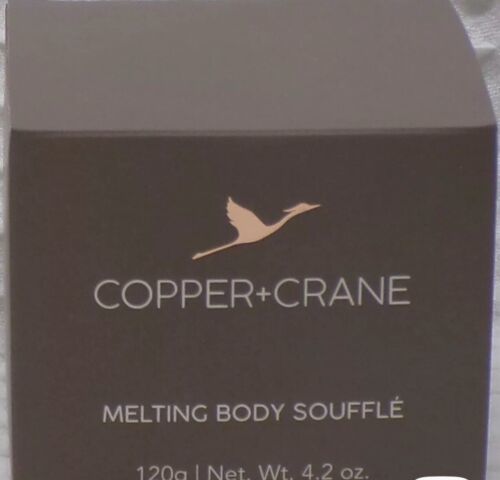 COPPER+CRANE
MELTING BODY SOUFFLÉ
120g | Net. Wt. 4.2 oz.